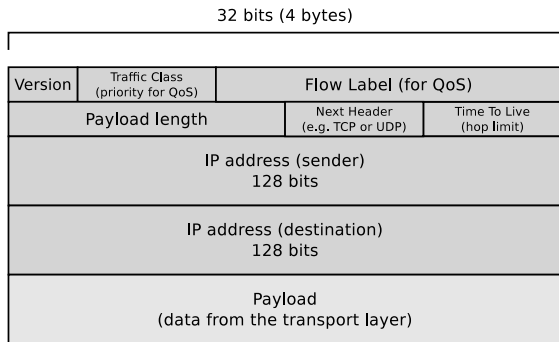 32 bits (4 bytes)
Version
Traffic Class
(priority for QoS)
Flow Label (for QoS)
Payload length
Next Header
(e.g. TCP or UDP)
Time To Live
(hop limit)
IP address (sender)
128 bits
IP address (destination)
128 bits
Payload
(data from the transport layer)